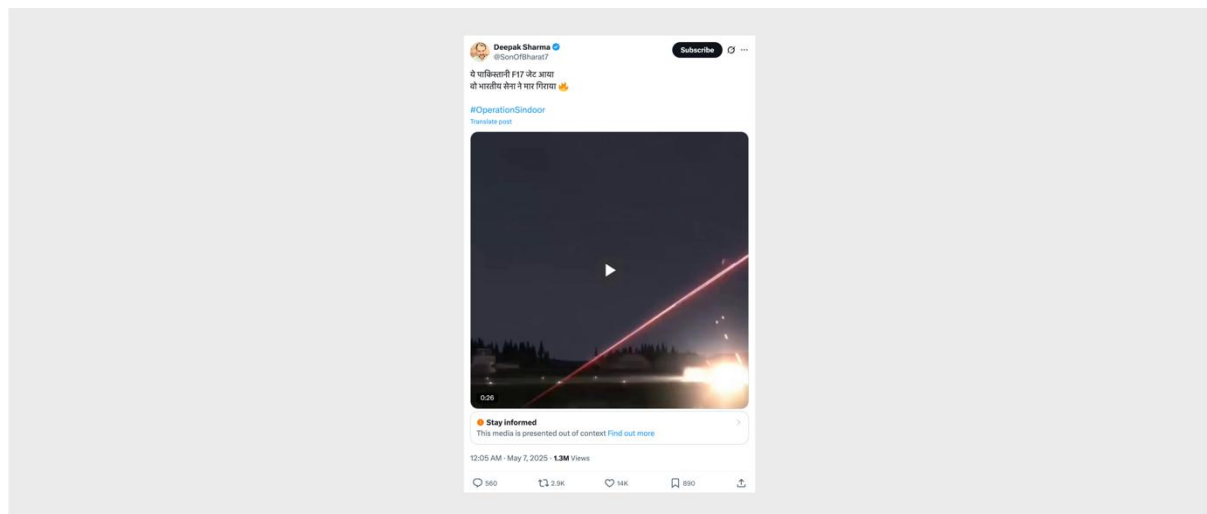 Deepak Sharma
@SonOfBharat7
Subscribe
ये पाकिस्तानी F17 जेट आया
वो भारतीय सेना ने मार गिराया 🔥
#OperationSindoor
Translate post
0:26
Stay informed
This media is presented out of context Find out more
12:05 AM · May 7, 2025 · 1.3M Views
560 2.9K 14K 890